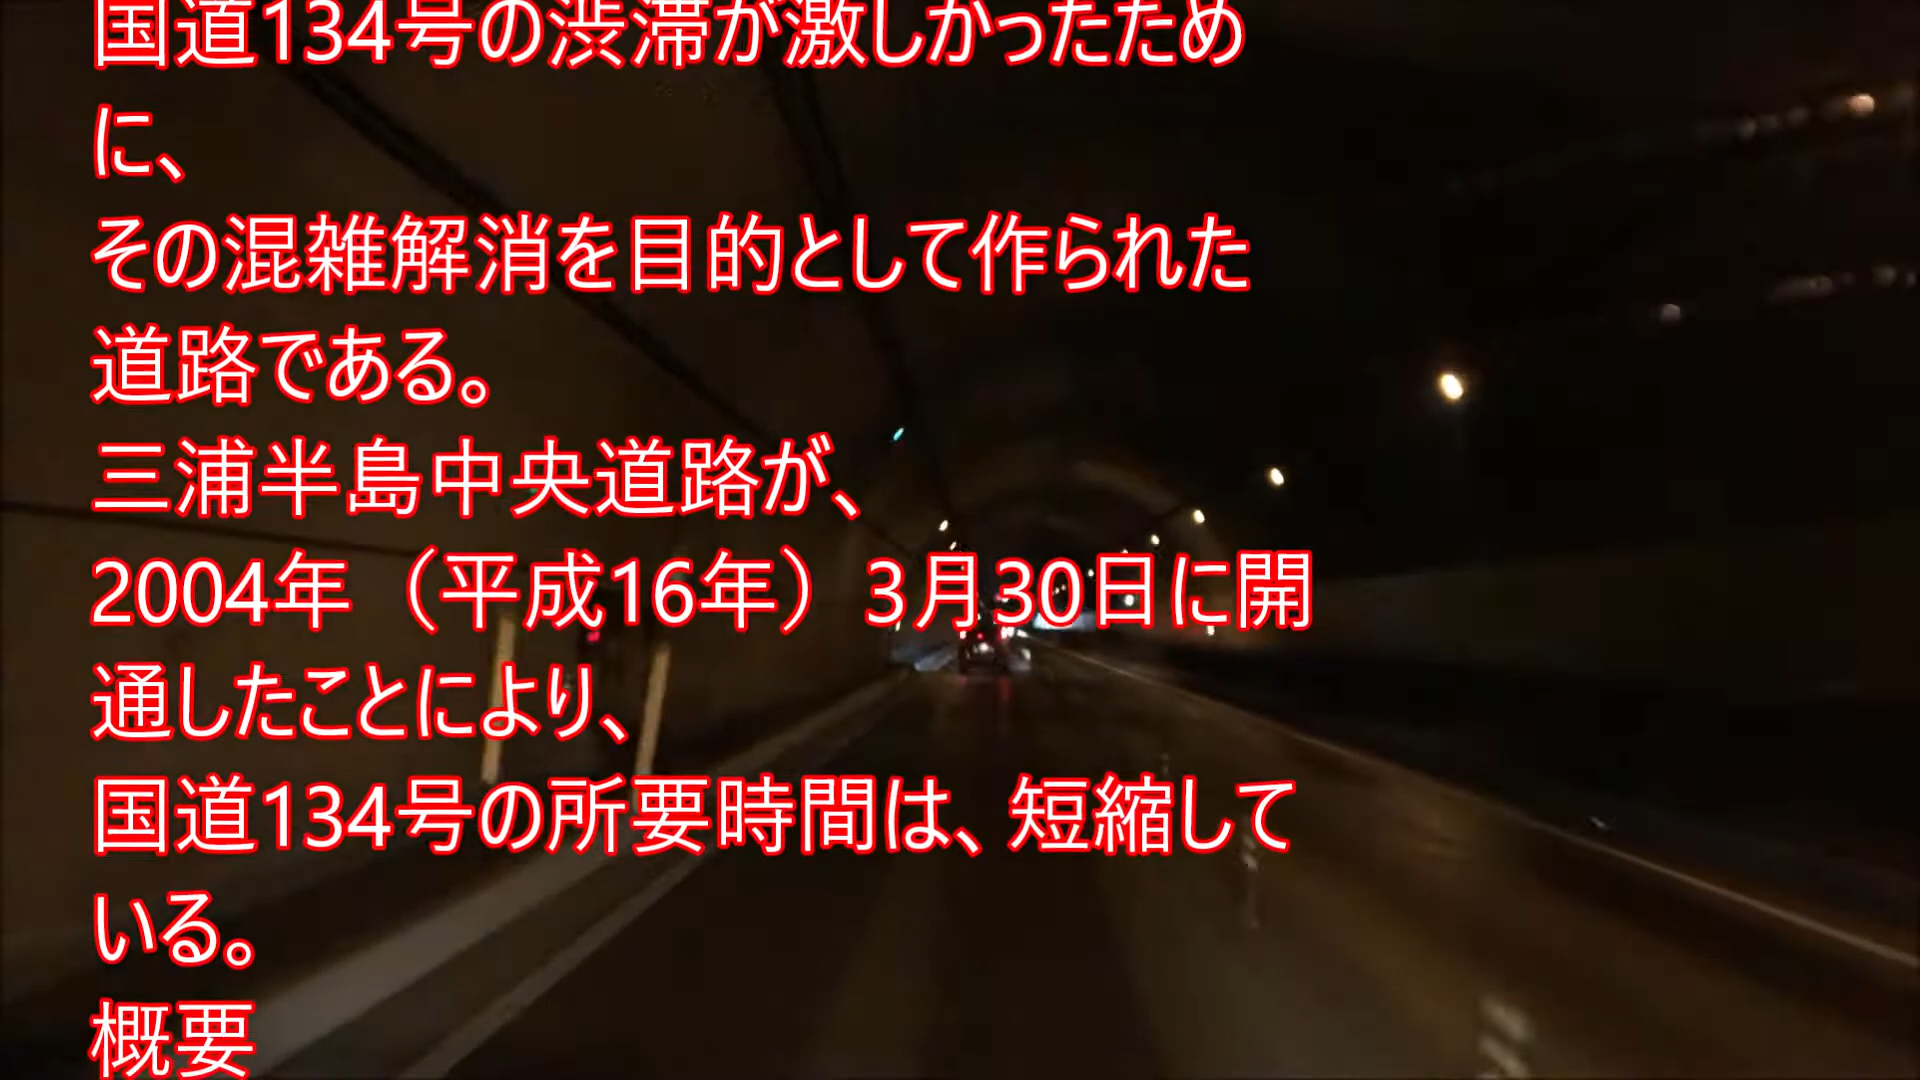 国道134号の渋滞が激しかったため
に、
その混雑解消を目的として作られた
道路である。
三浦半島中央道路が、
2004年（平成16年）3月30日に開
通したことにより、
国道134号の所要時間は、短縮して
いる。
概要